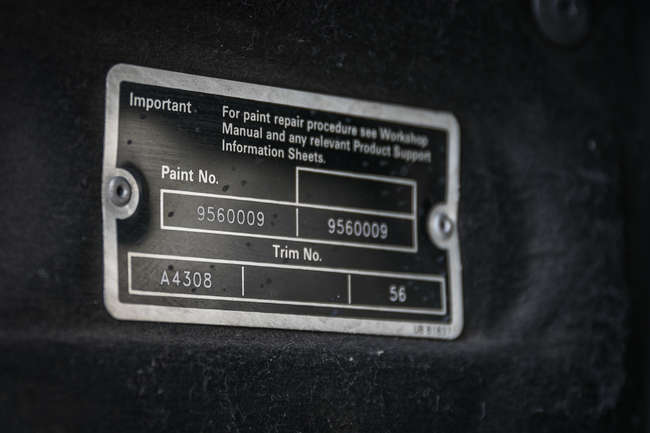 Important
For paint repair procedure see Workshop
Manual and any relevant Product Support
Information Sheets.
Paint No.
9560009 9560009
Trim No.
A4308 56